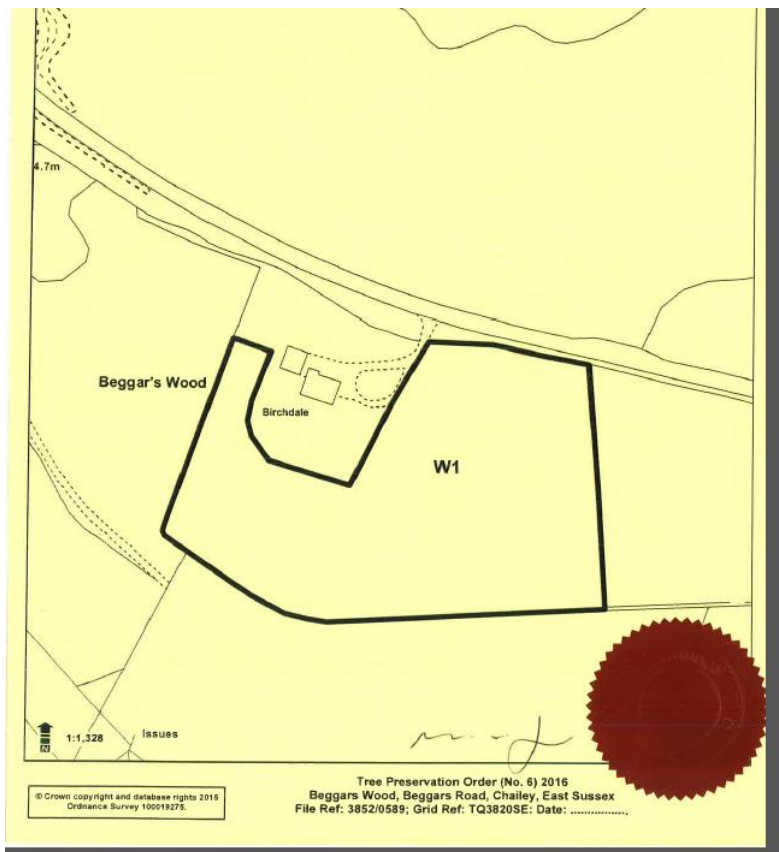 4.7m
Beggar's Wood
Birchdale
W1
N
1:1,328
Issues
© Crown copyright and database rights 2015
Ordnance Survey 100019275.
Tree Preservation Order (No. 6) 2016
Beggars Wood, Beggars Road, Chailey, East Sussex
File Ref: 3852/0589; Grid Ref: TQ3820SE: Date: ..................